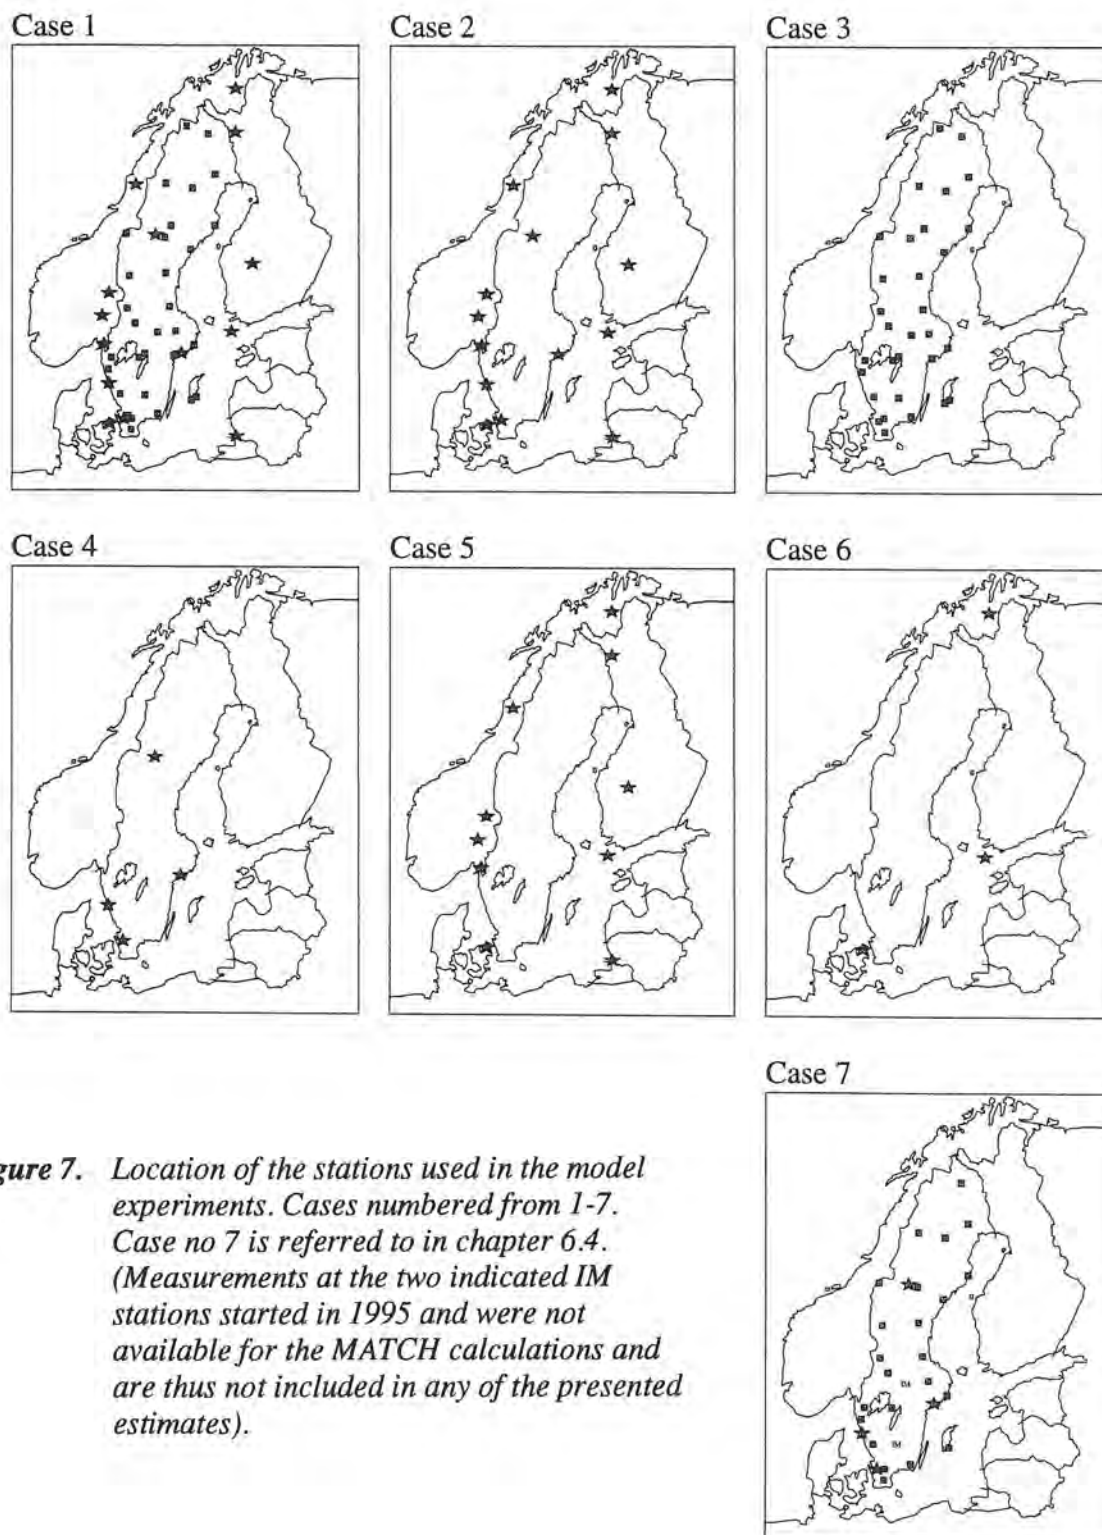 Case 1
Case 2
Case 3
Case 4
Case 5
Case 6
Case 7
gure 7. Location of the stations used in the model
experiments. Cases numbered from 1-7.
Case no 7 is referred to in chapter 6.4.
(Measurements at the two indicated IM
stations started in 1995 and were not
available for the MATCH calculations and
are thus not included in any of the presented
estimates).
IM
IM